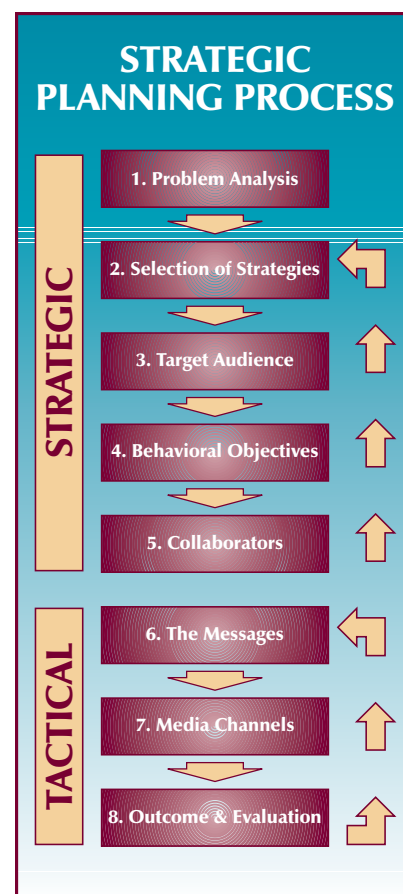 STRATEGIC
PLANNING PROCESS
STRATEGIC
1. Problem Analysis
2. Selection of Strategies
3. Target Audience
4. Behavioral Objectives
5. Collaborators
TACTICAL
6. The Messages
7. Media Channels
8. Outcome & Evaluation